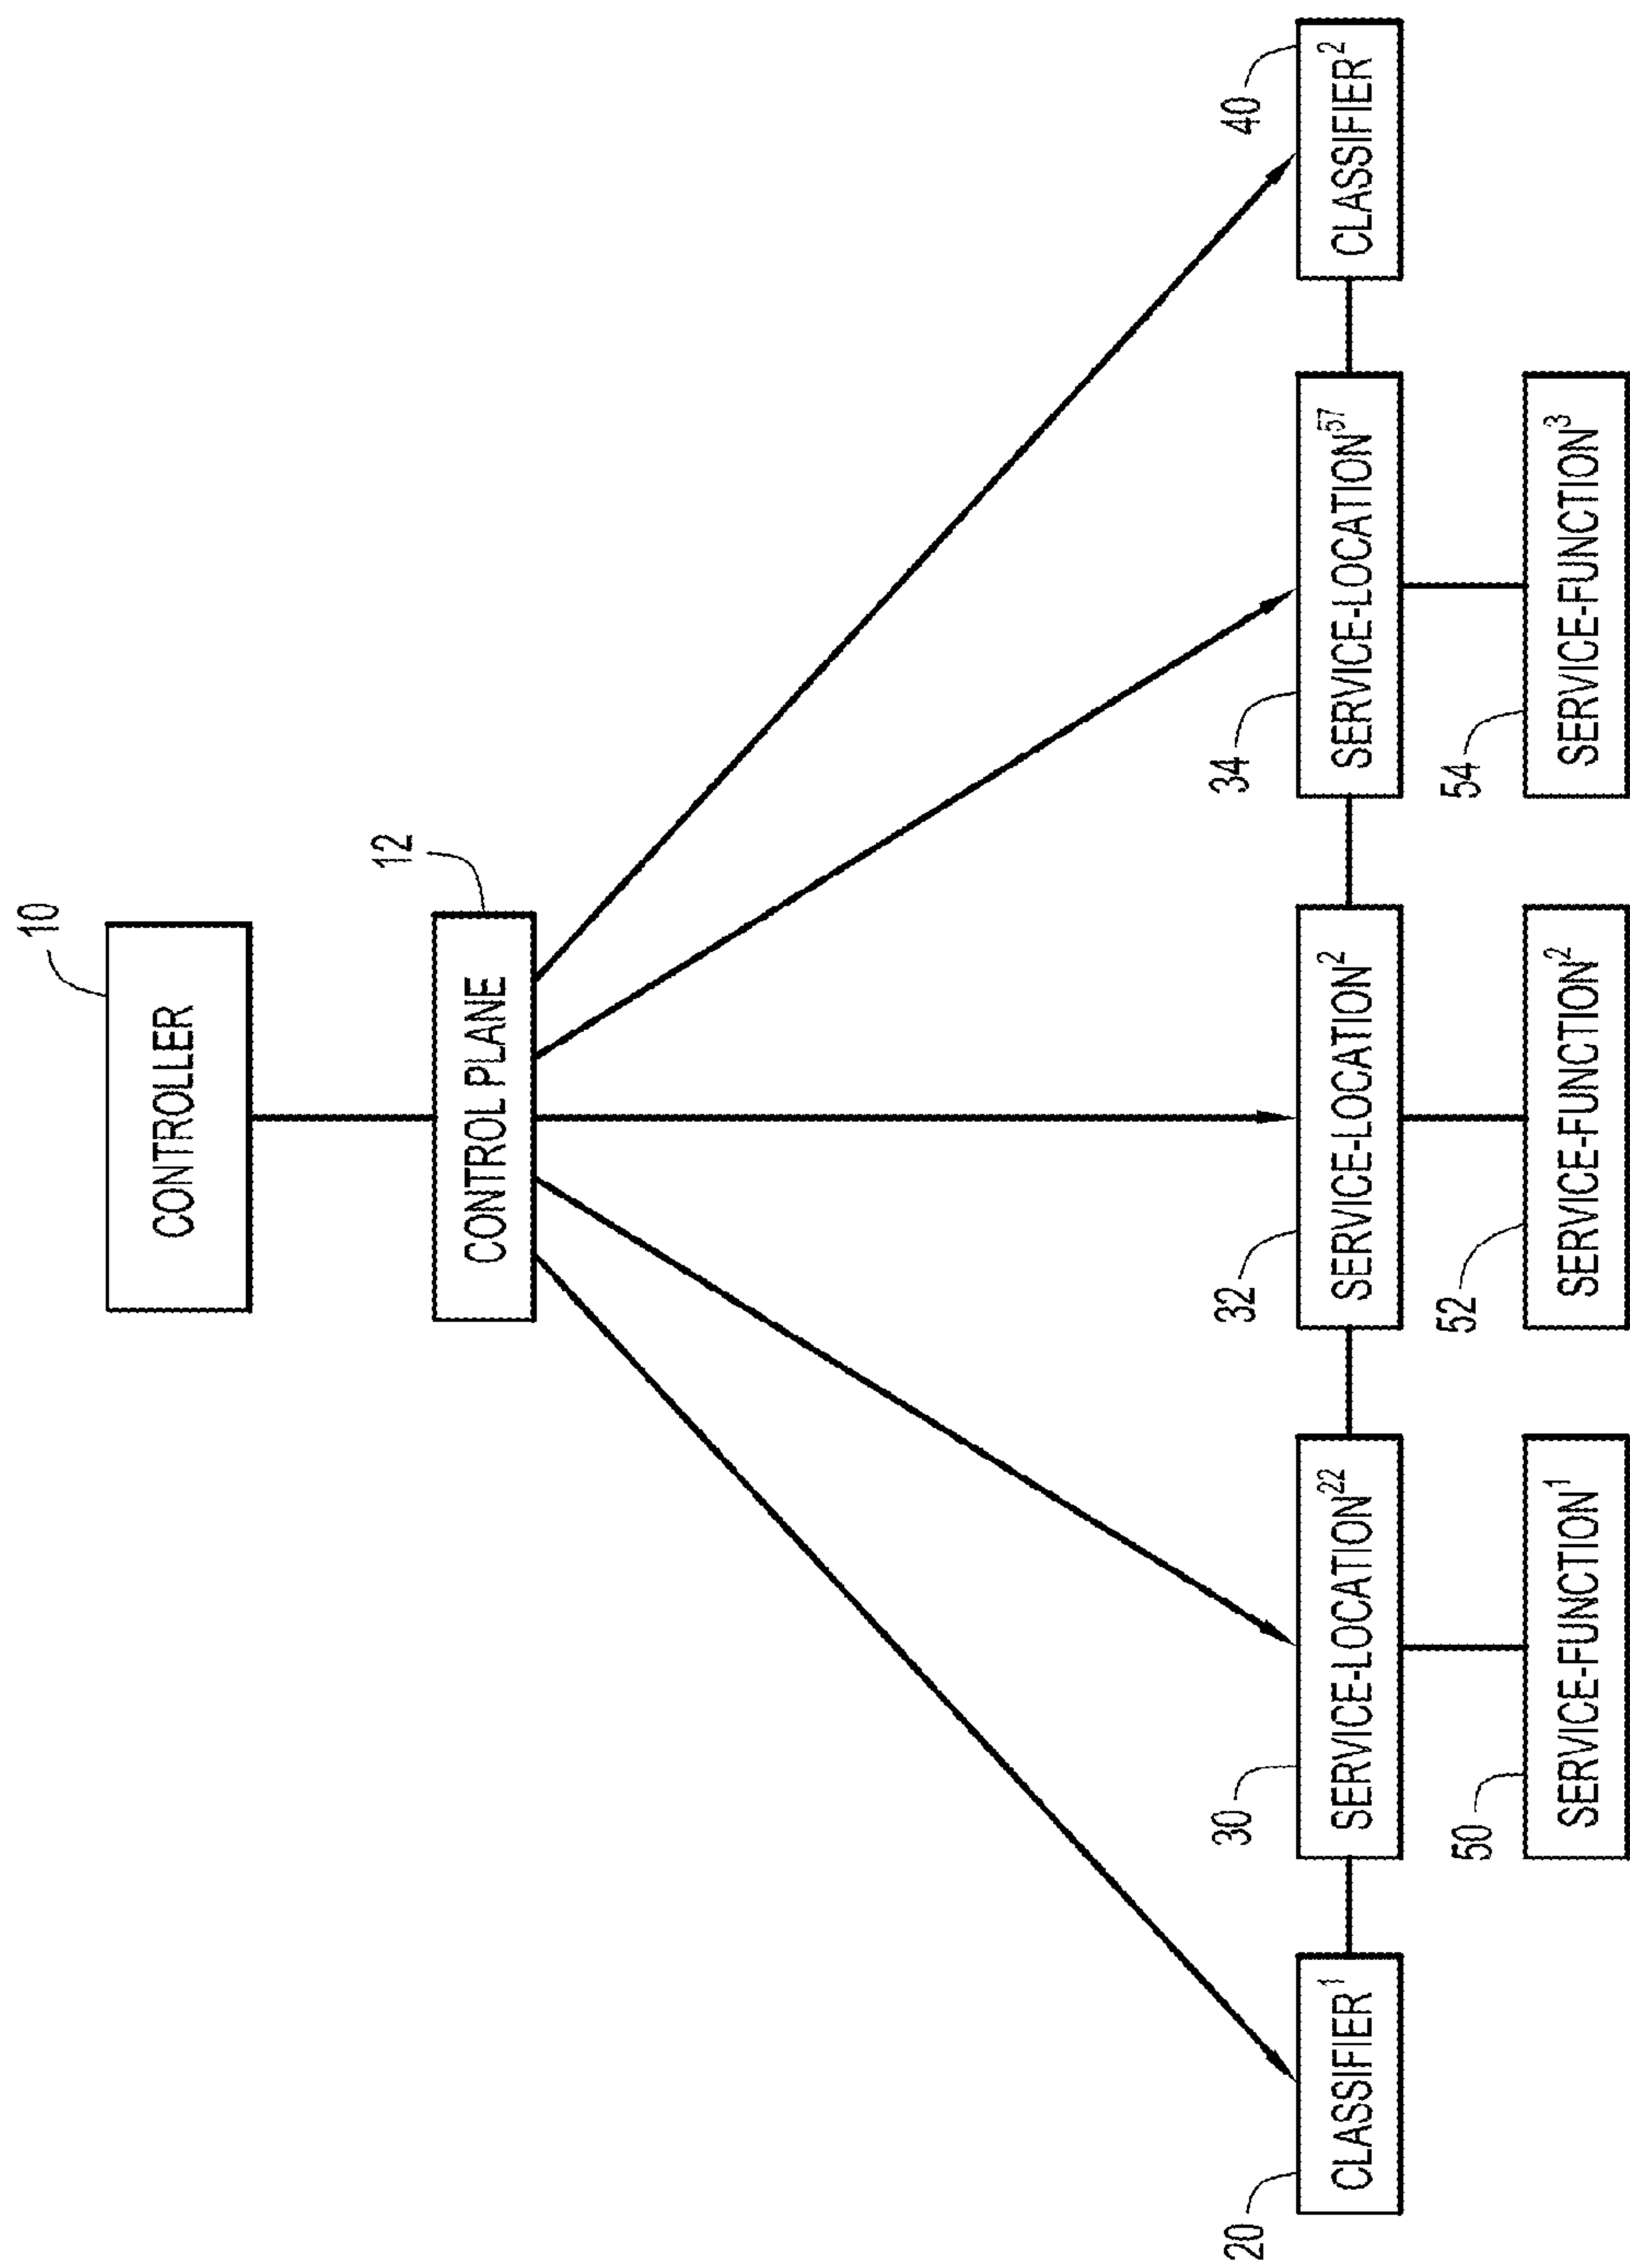 10
CONTROLLER
12
CONTROL PLANE
20
CLASSIFIER¹
30
SERVICE-LOCATION²²
32
SERVICE-LOCATION²
34
SERVICE-LOCATION⁵⁷
40
CLASSIFIER²
50
SERVICE-FUNCTION¹
52
SERVICE-FUNCTION²
54
SERVICE-FUNCTION³